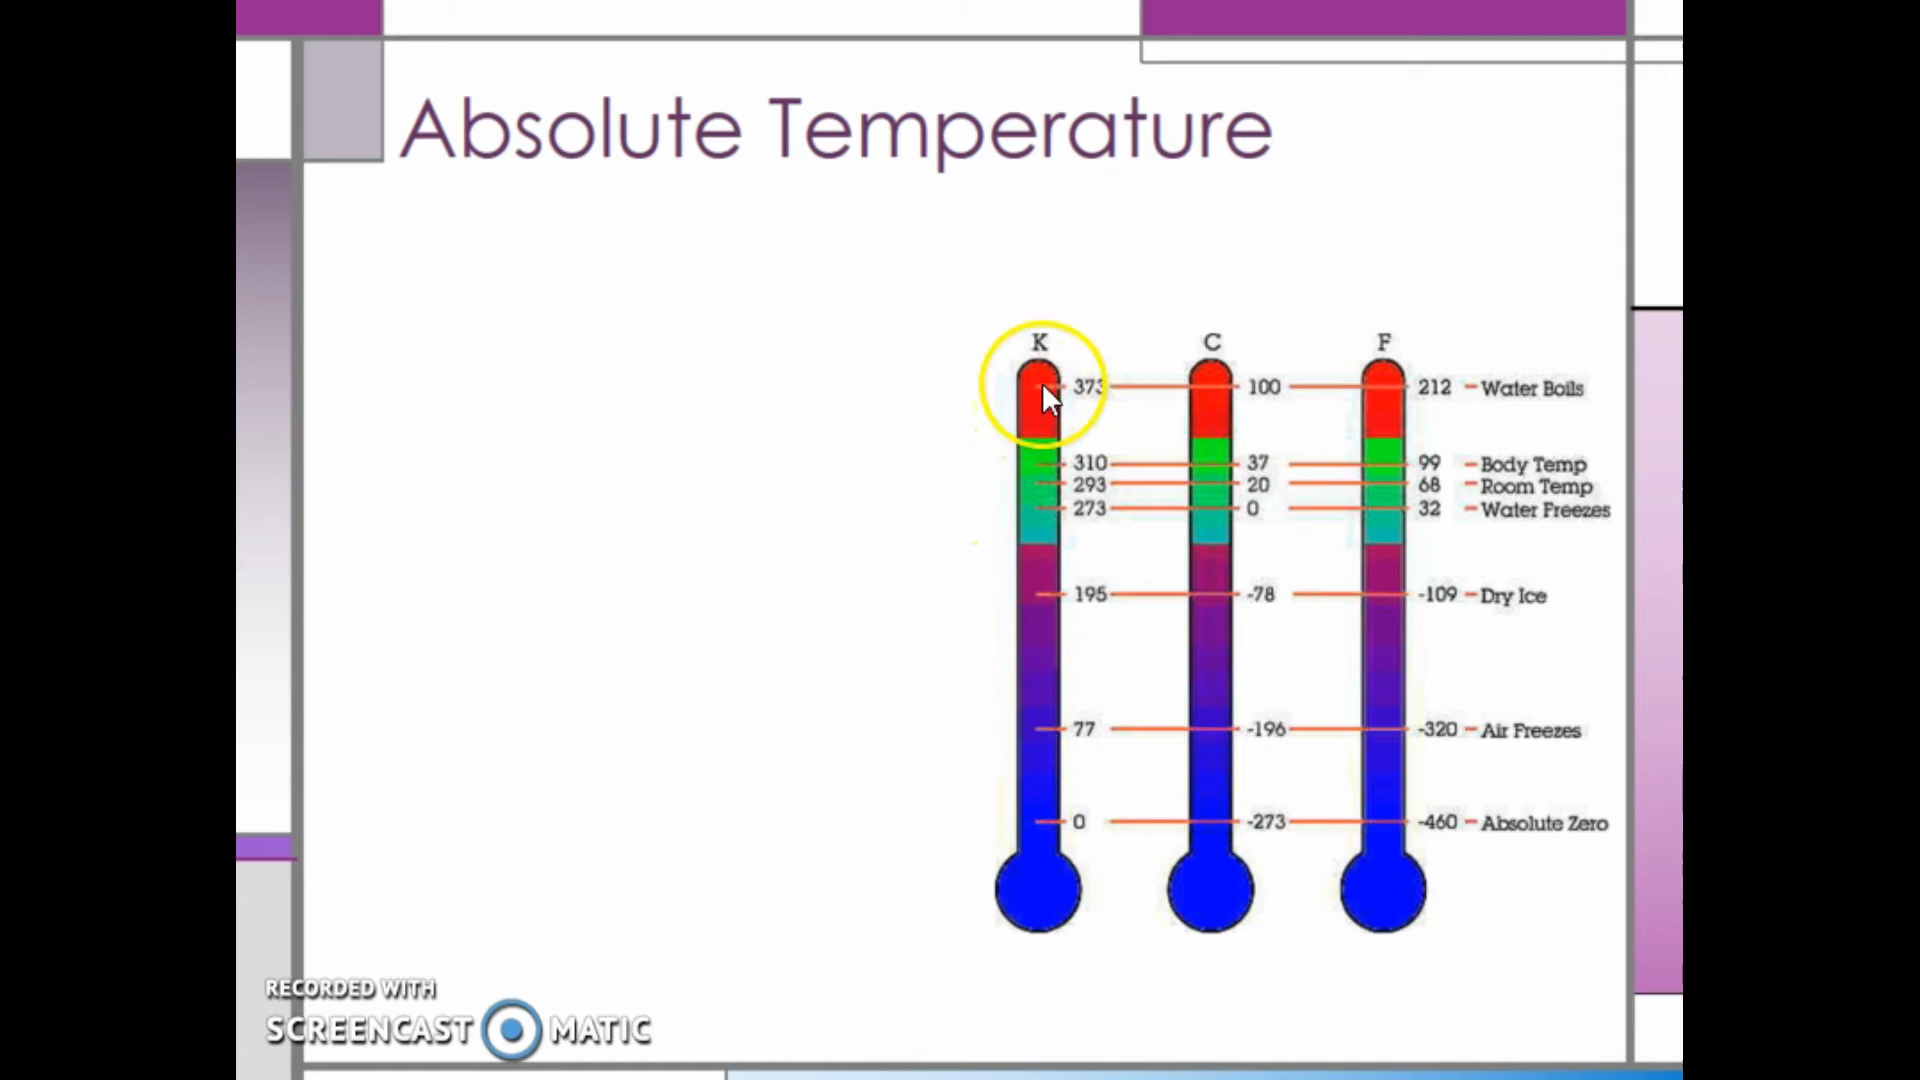 Absolute Temperature
K C F
373 100 212 Water Boils
310 37 99 Body Temp
293 20 68 Room Temp
273 0 32 Water Freezes
195 -78 -109 Dry Ice
77 -196 -320 Air Freezes
0 -273 -460 Absolute Zero
RECORDED WITH
SCREENCAST MATIC